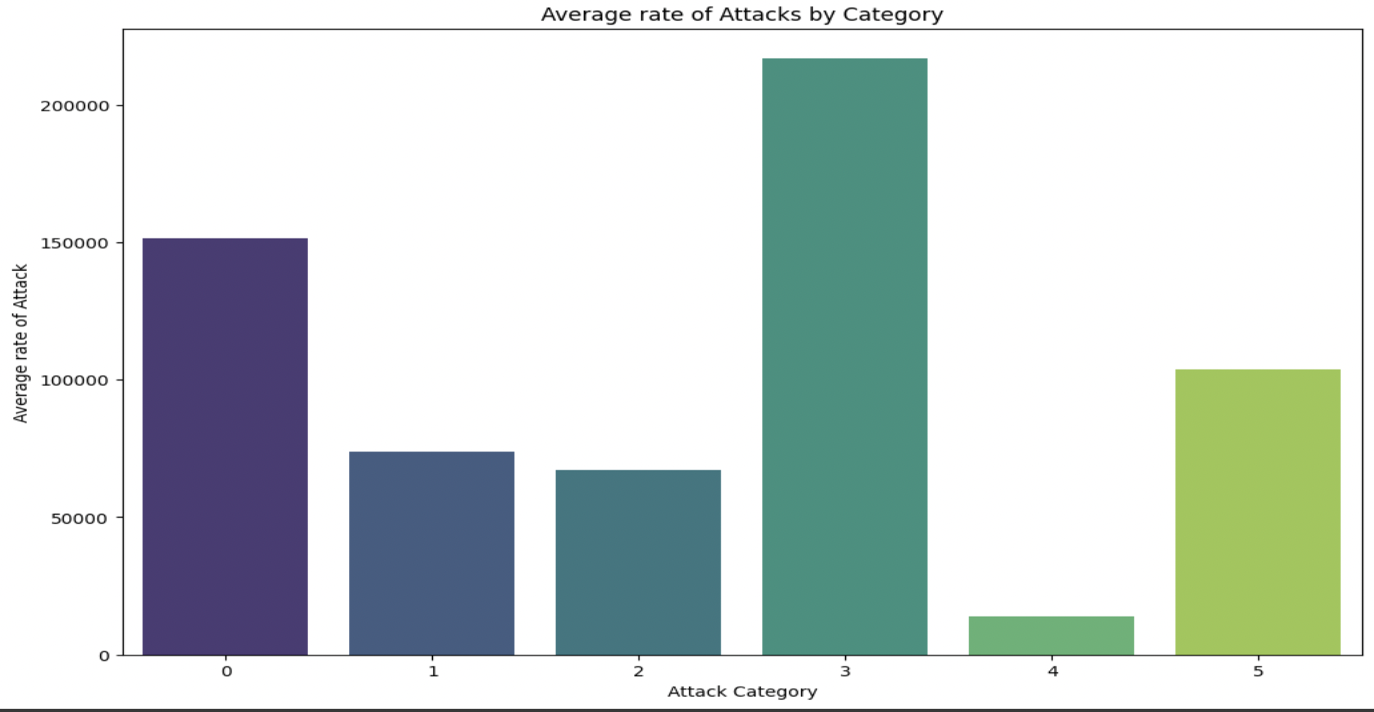 Average rate of Attacks by Category
Average rate of Attack
200000
150000
100000
50000
0
0 1 2 3 4 5
Attack Category